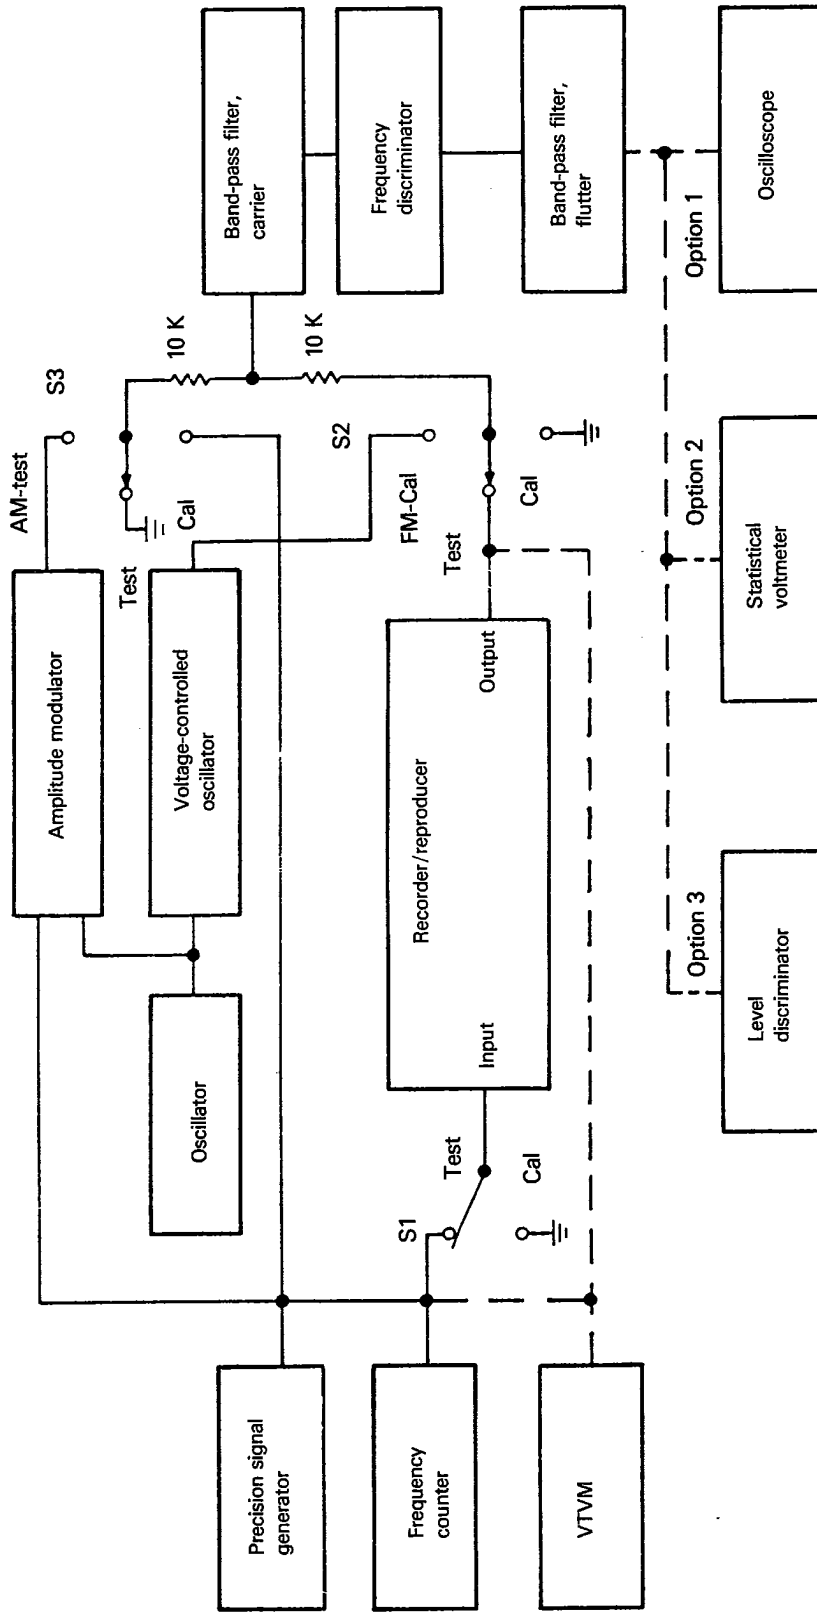 Precision signal
generator
Frequency
counter
VTVM
Oscillator
Amplitude modulator
Voltage-controlled
oscillator
S1
Test
Cal
Input
Recorder/reproducer
Output
AM-test
S3
Test
Cal
S2
FM-Cal
Test
Cal
10 K
10 K
Band-pass filter,
carrier
Frequency
discriminator
Band-pass filter,
flutter
Option 1
Oscilloscope
Option 2
Statistical
voltmeter
Option 3
Level
discriminator